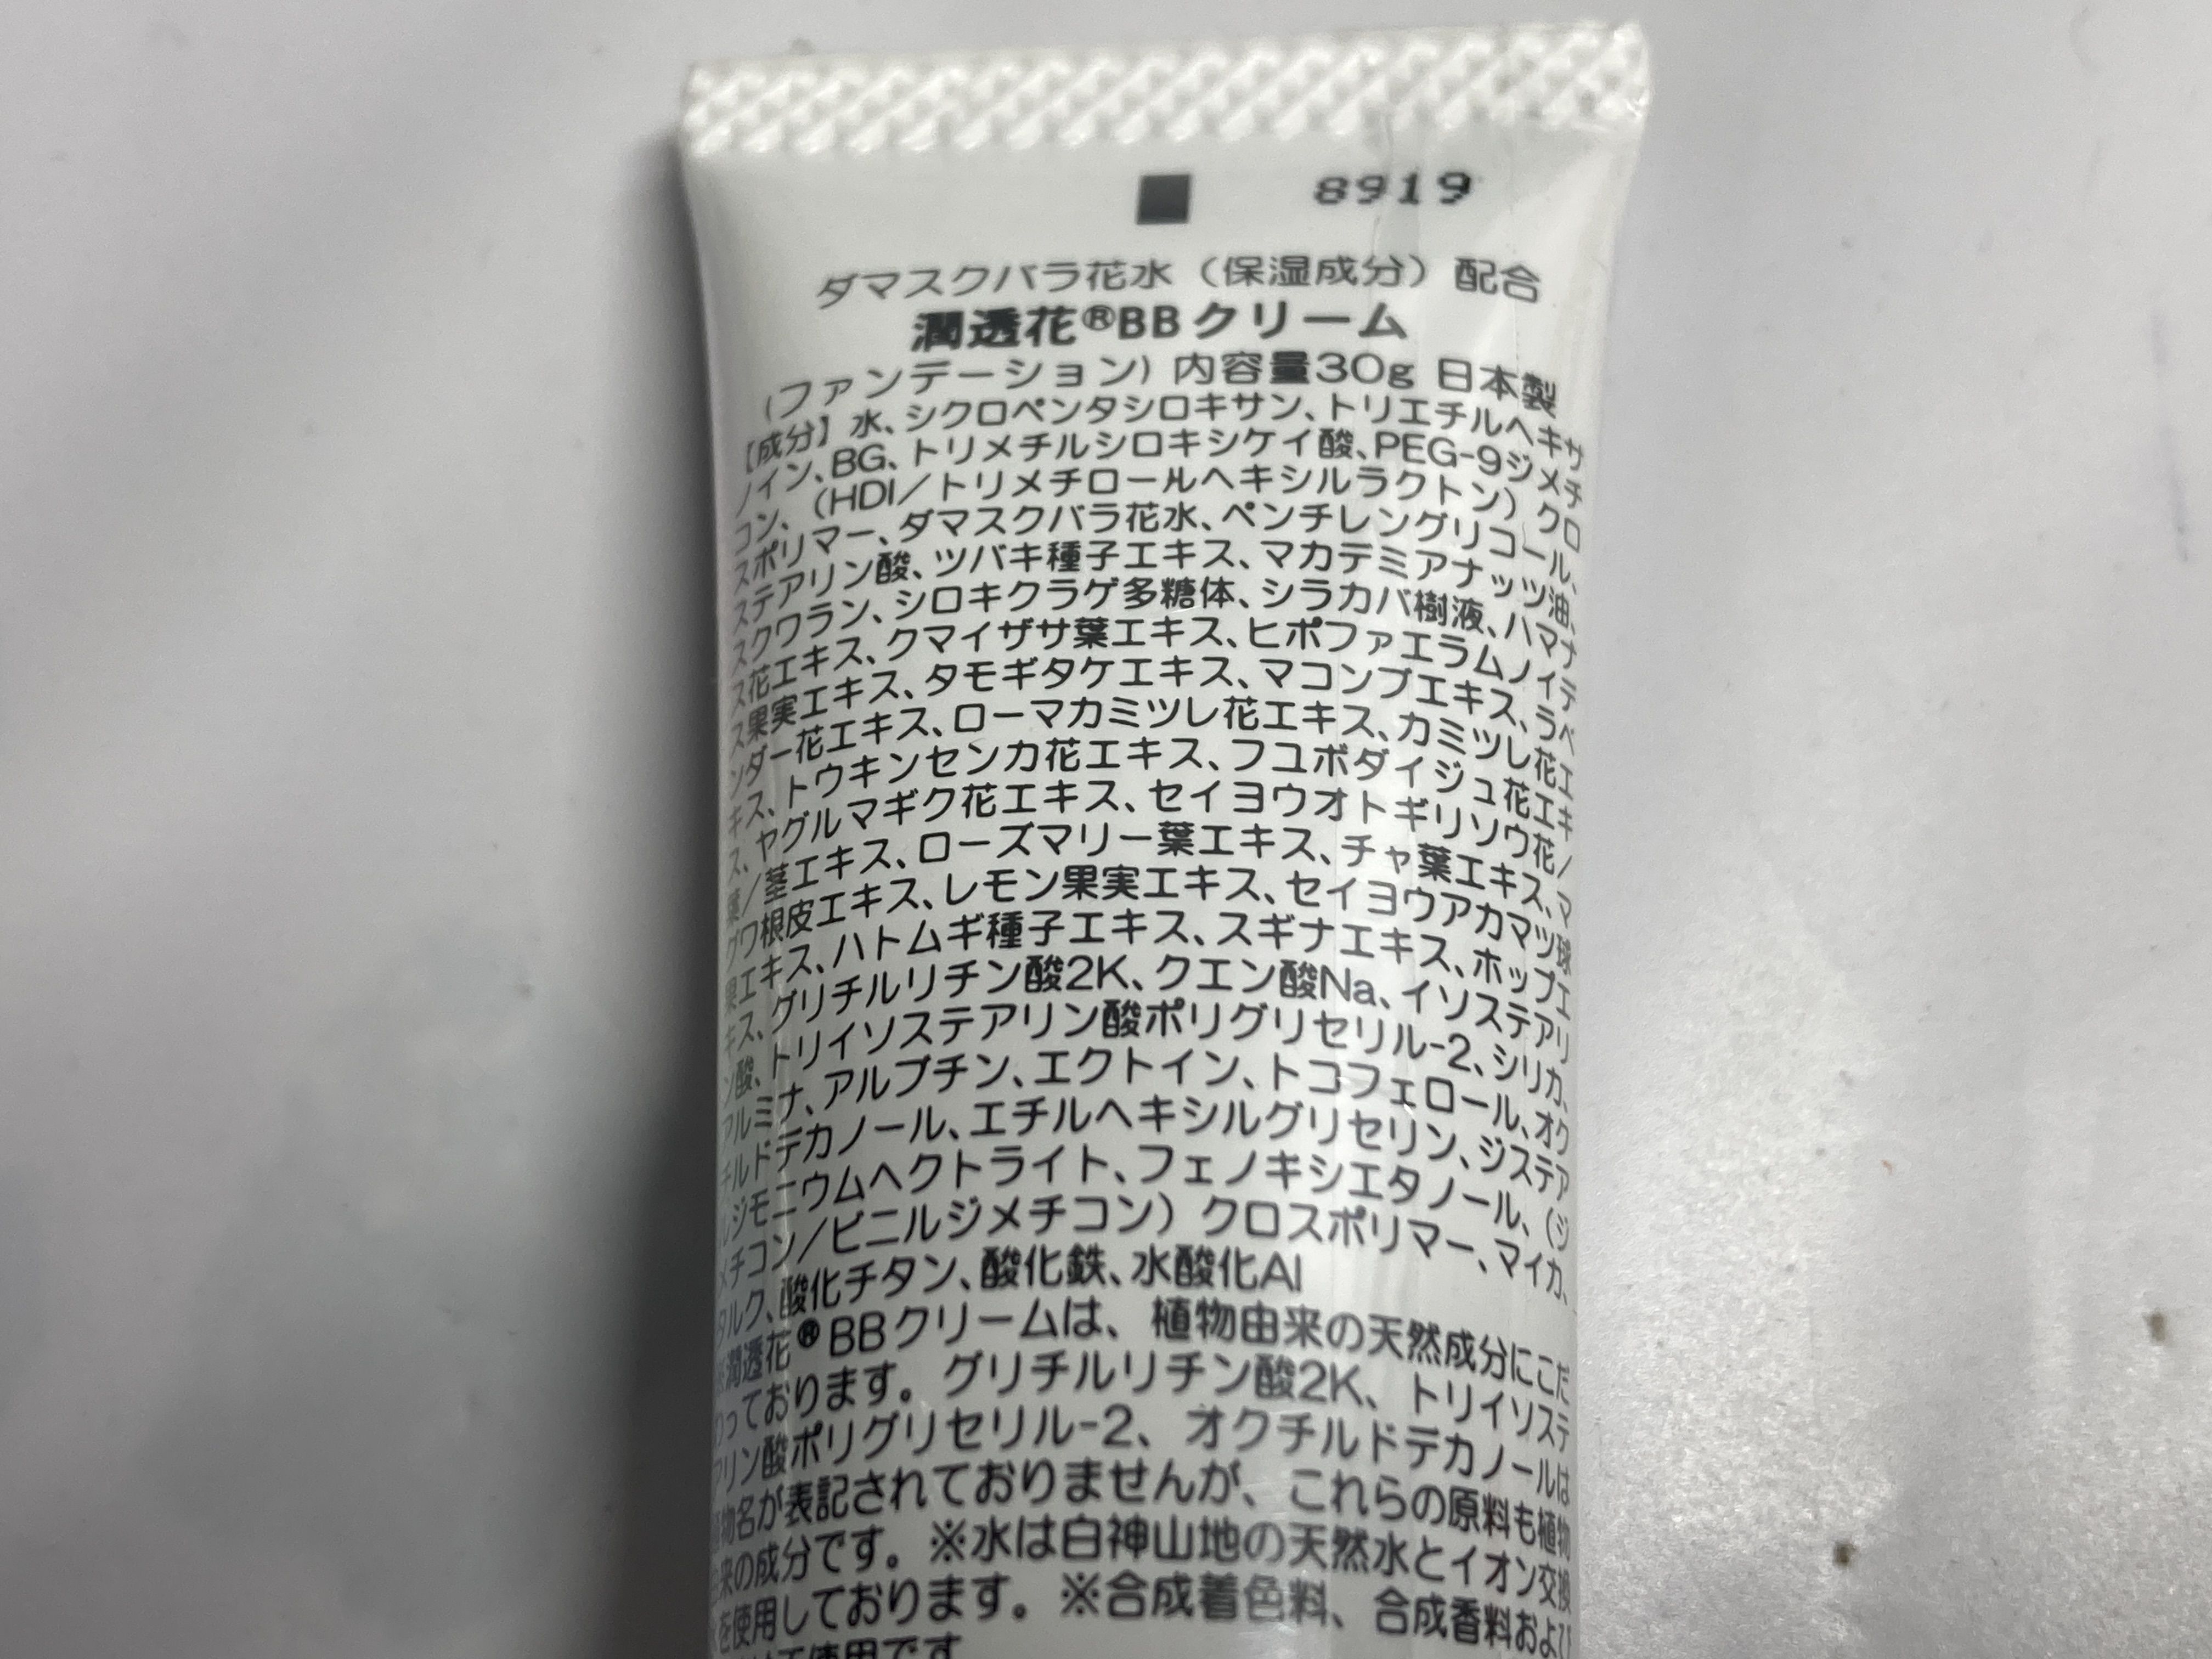 8919
ダマスクバラ花水（保湿成分）配合
潤透花®BBクリーム
(ファンデーション) 内容量30g 日本製
【成分】水、シクロペンタシロキサン、トリエチルヘキサ
ノイン、BG、トリメチルシロキシケイ酸、PEG-9ジメチ
コン、(HDI/トリメチロールヘキシルラクトン) クロ
スポリマー、ダマスクバラ花水、ペンチレングリコール、
ステアリン酸、ツバキ種子エキス、マカデミアナッツ油、
スクワラン、シロキクラゲ多糖体、シラカバ樹液、ハマナ
ス花エキス、クマイザサ葉エキス、ヒポファエラムノイデ
ス果実エキス、タモギタケエキス、マコンブエキス、ラベ
ンダー花エキス、ローマカミツレ花エキス、カミツレ花エ
キス、トウキンセンカ花エキス、フユボダイジュ花エキ
ス、ヤグルマギク花エキス、セイヨウオトギリソウ花/
葉/茎エキス、ローズマリー葉エキス、チャ葉エキス、マ
グワ根皮エキス、レモン果実エキス、セイヨウアカマツ球
果エキス、ハトムギ種子エキス、スギナエキス、ホップエ
キス、グリチルリチン酸2K、クエン酸Na、イソステアリ
ン酸、トリイソステアリン酸ポリグリセリル-2、シリカ、
アルミナ、アルブチン、エクトイン、トコフェロール、オク
チルドデカノール、エチルヘキシルグリセリン、ジステア
ルジモニウムヘクトライト、フェノキシエタノール、(ジ
メチコン/ビニルジメチコン) クロスポリマー、マイカ、
タルク、酸化チタン、酸化鉄、水酸化Al
※潤透花®BBクリームは、植物由来の天然成分にこだ
わっております。グリチルリチン酸2K、トリイソステ
アリン酸ポリグリセリル-2、オクチルドデカノールは
植物名が表記されておりませんが、これらの原料も植物
由来の成分です。※水は白神山地の天然水とイオン交換
水を使用しております。※合成着色料、合成香料および
使用です